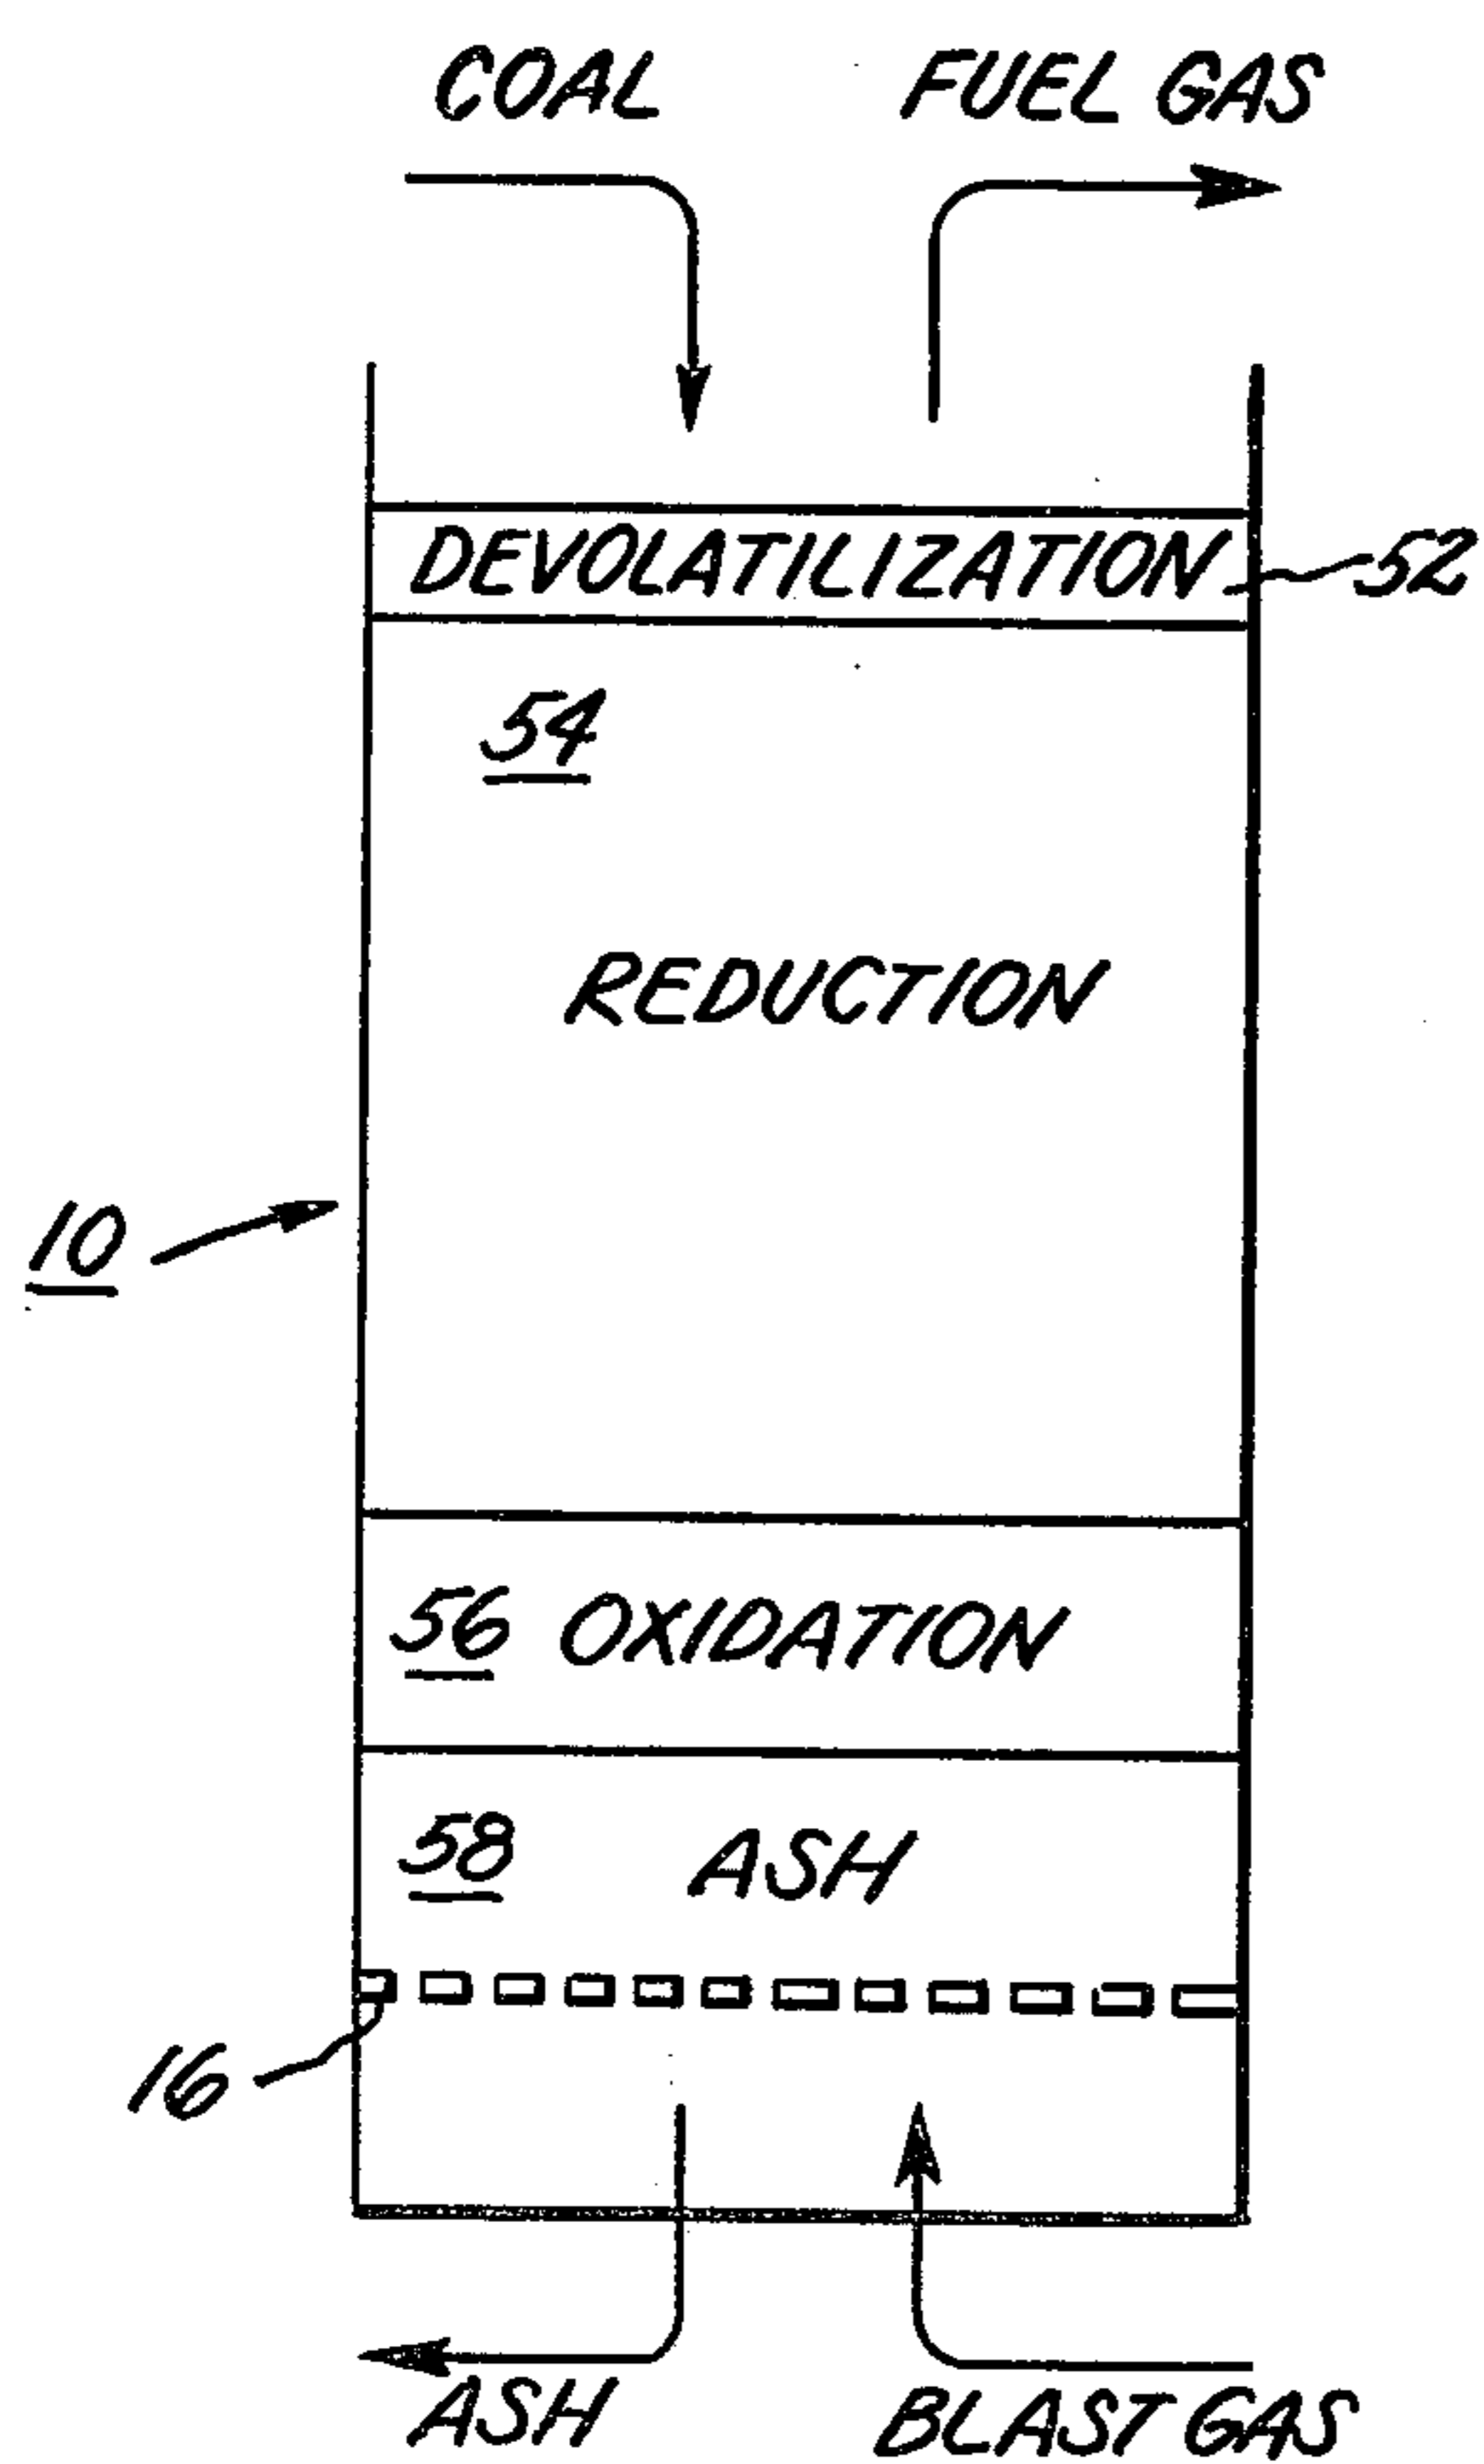 COAL FUEL GAS
DEVOLATILIZATION 52
54
REDUCTION
10
56 OXIDATION
58 ASH
16
ASH BLAST GAS